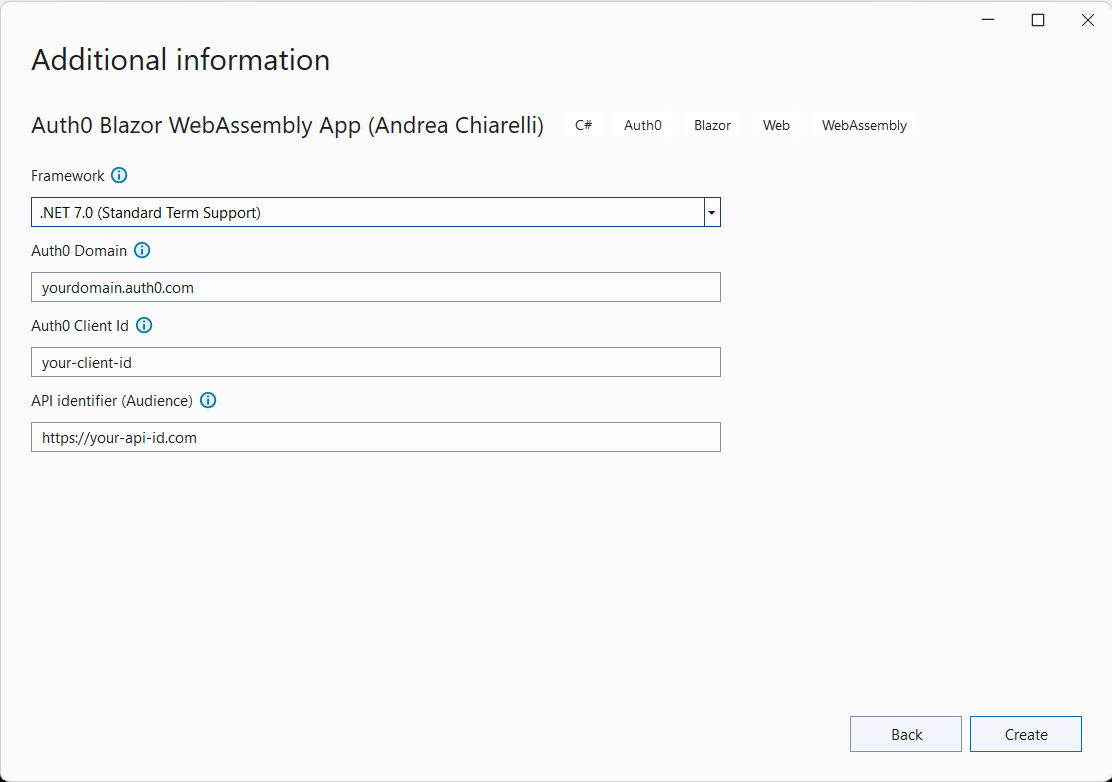 Additional information
Auth0 Blazor WebAssembly App (Andrea Chiarelli) C# Auth0 Blazor Web WebAssembly
Framework
.NET 7.0 (Standard Term Support)
Auth0 Domain
yourdomain.auth0.com
Auth0 Client Id
your-client-id
API identifier (Audience)
https://your-api-id.com
Back Create